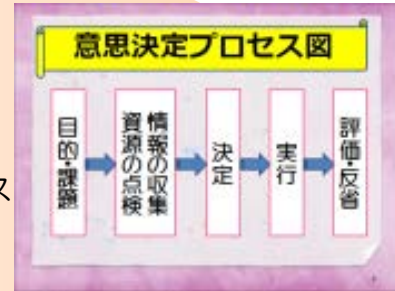 意思決定プロセス図
目的・課題
情報の収集
資源の点検
決定
実行
評価・反省
ス